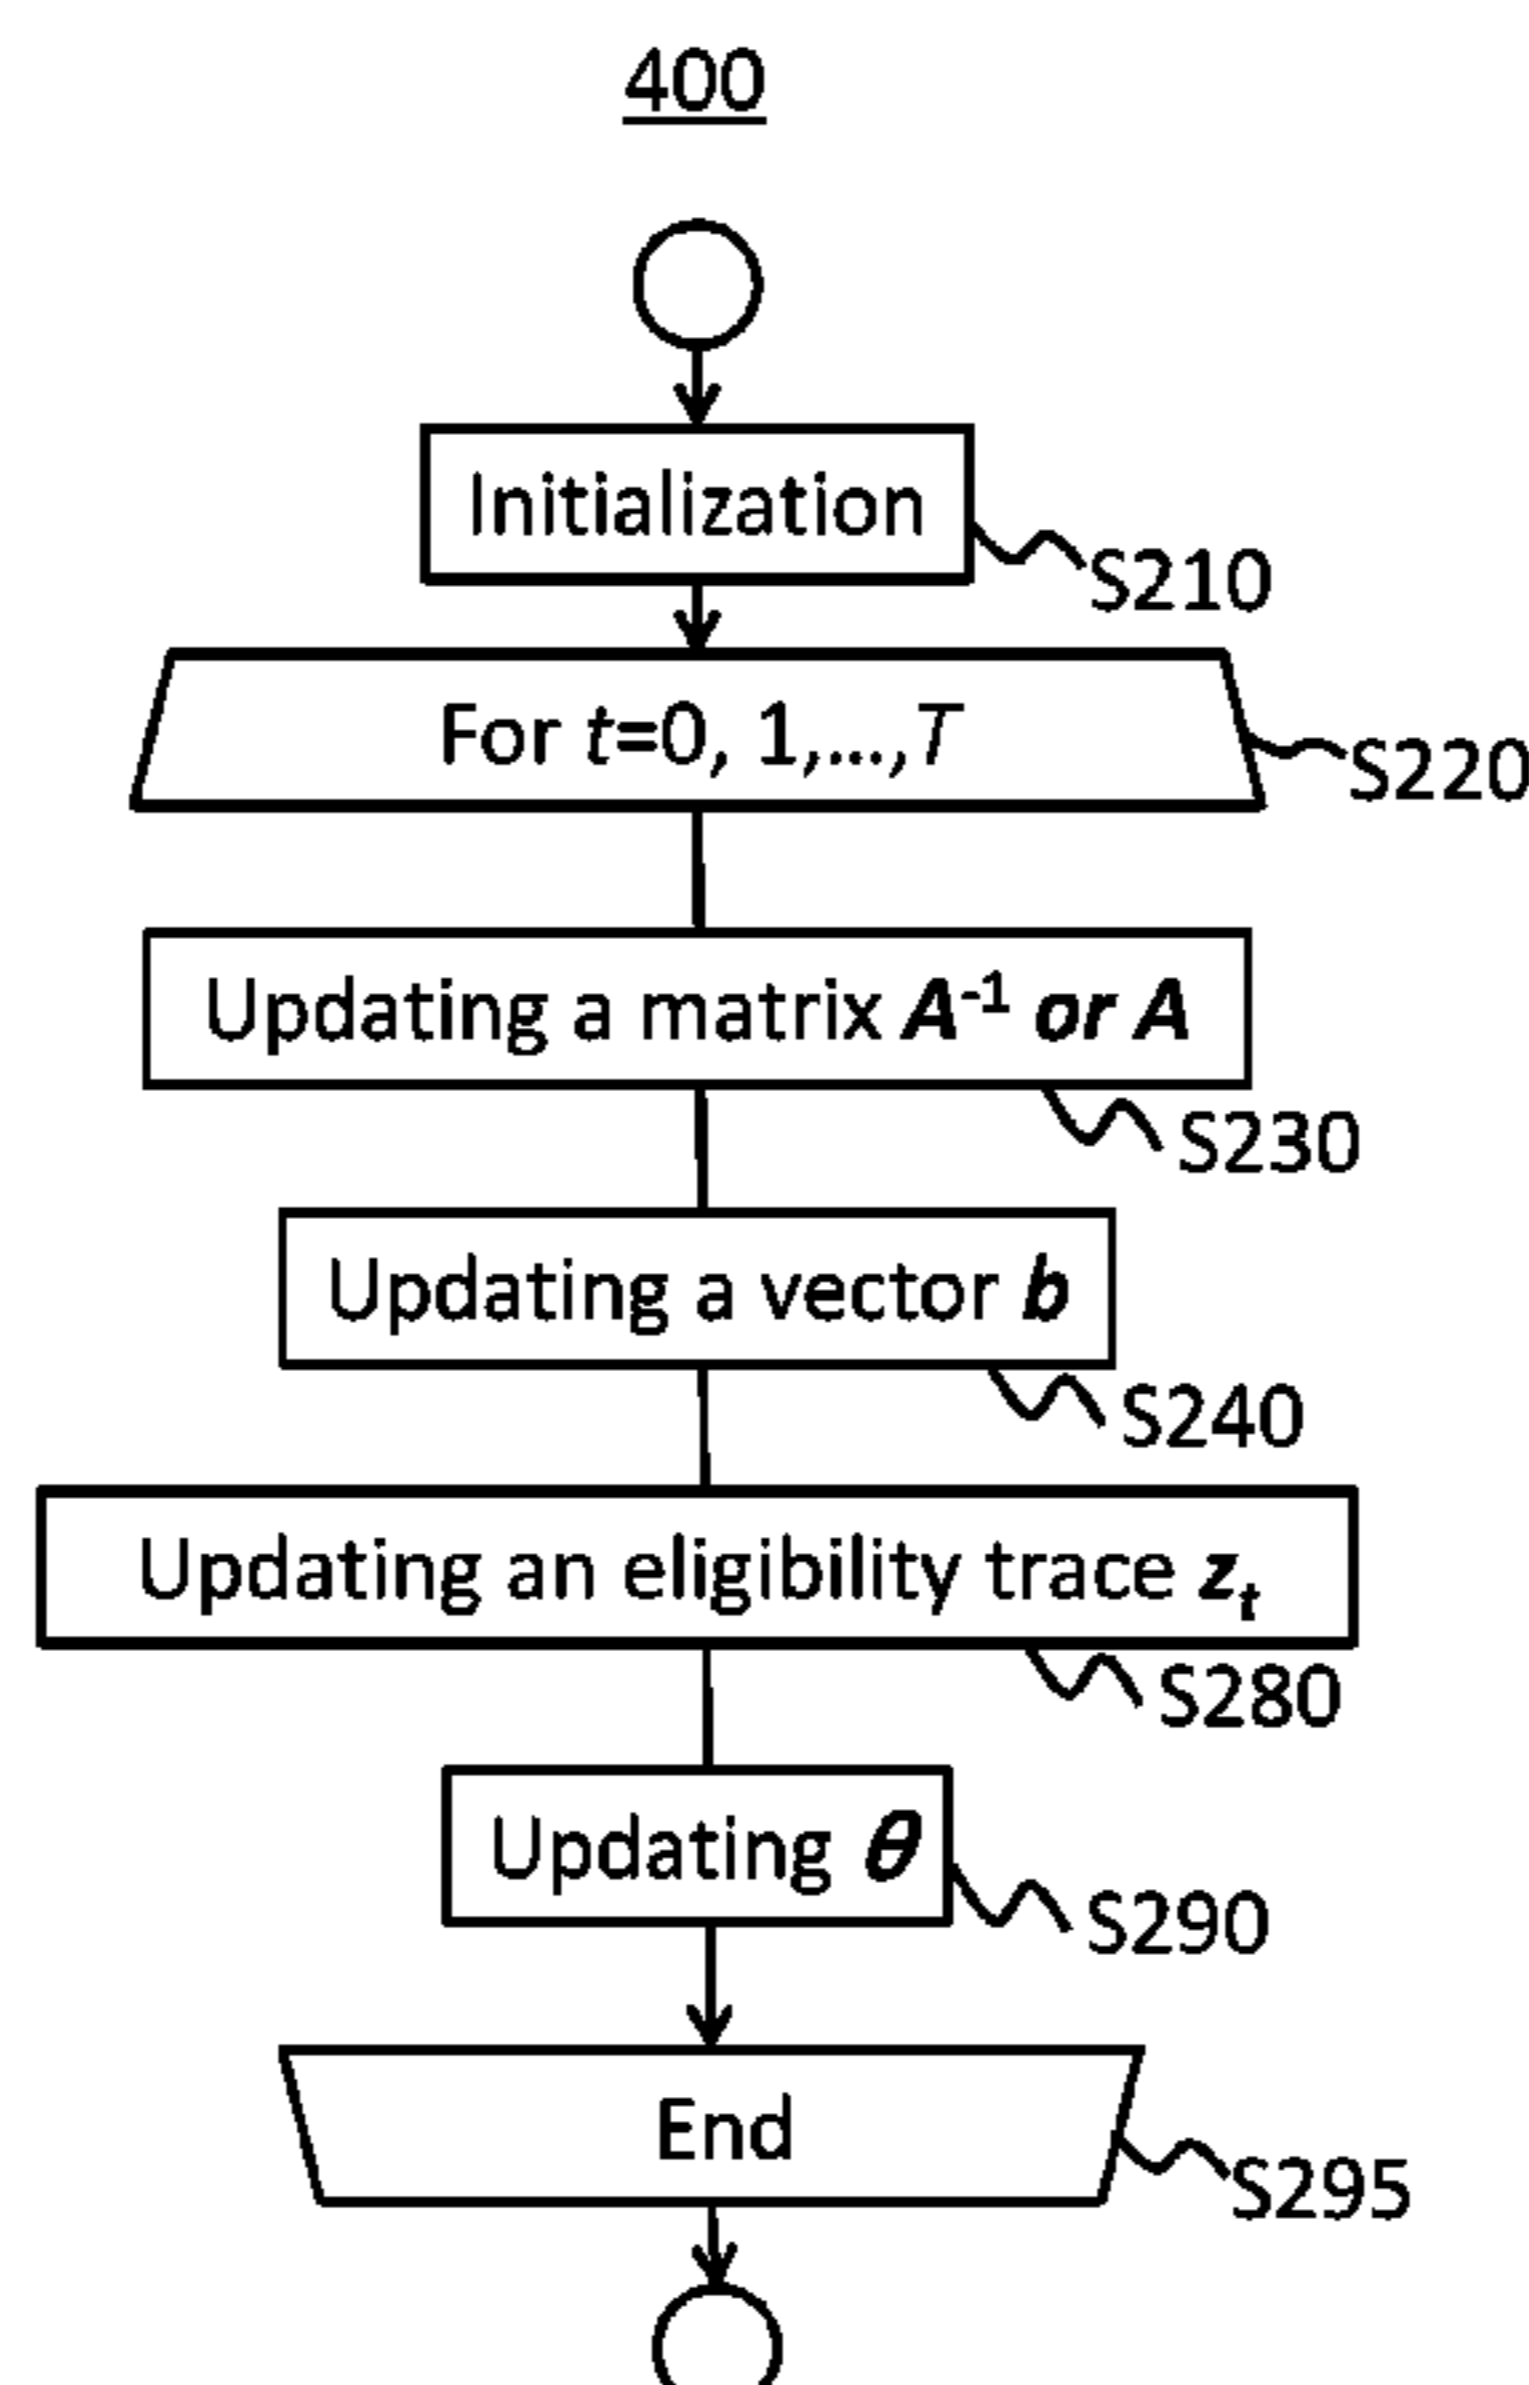 400
Initialization
S210
For t=0, 1,...,T
S220
Updating a matrix A⁻¹ or A
S230
Updating a vector b
S240
Updating an eligibility trace zₜ
S280
Updating θ
S290
End
S295